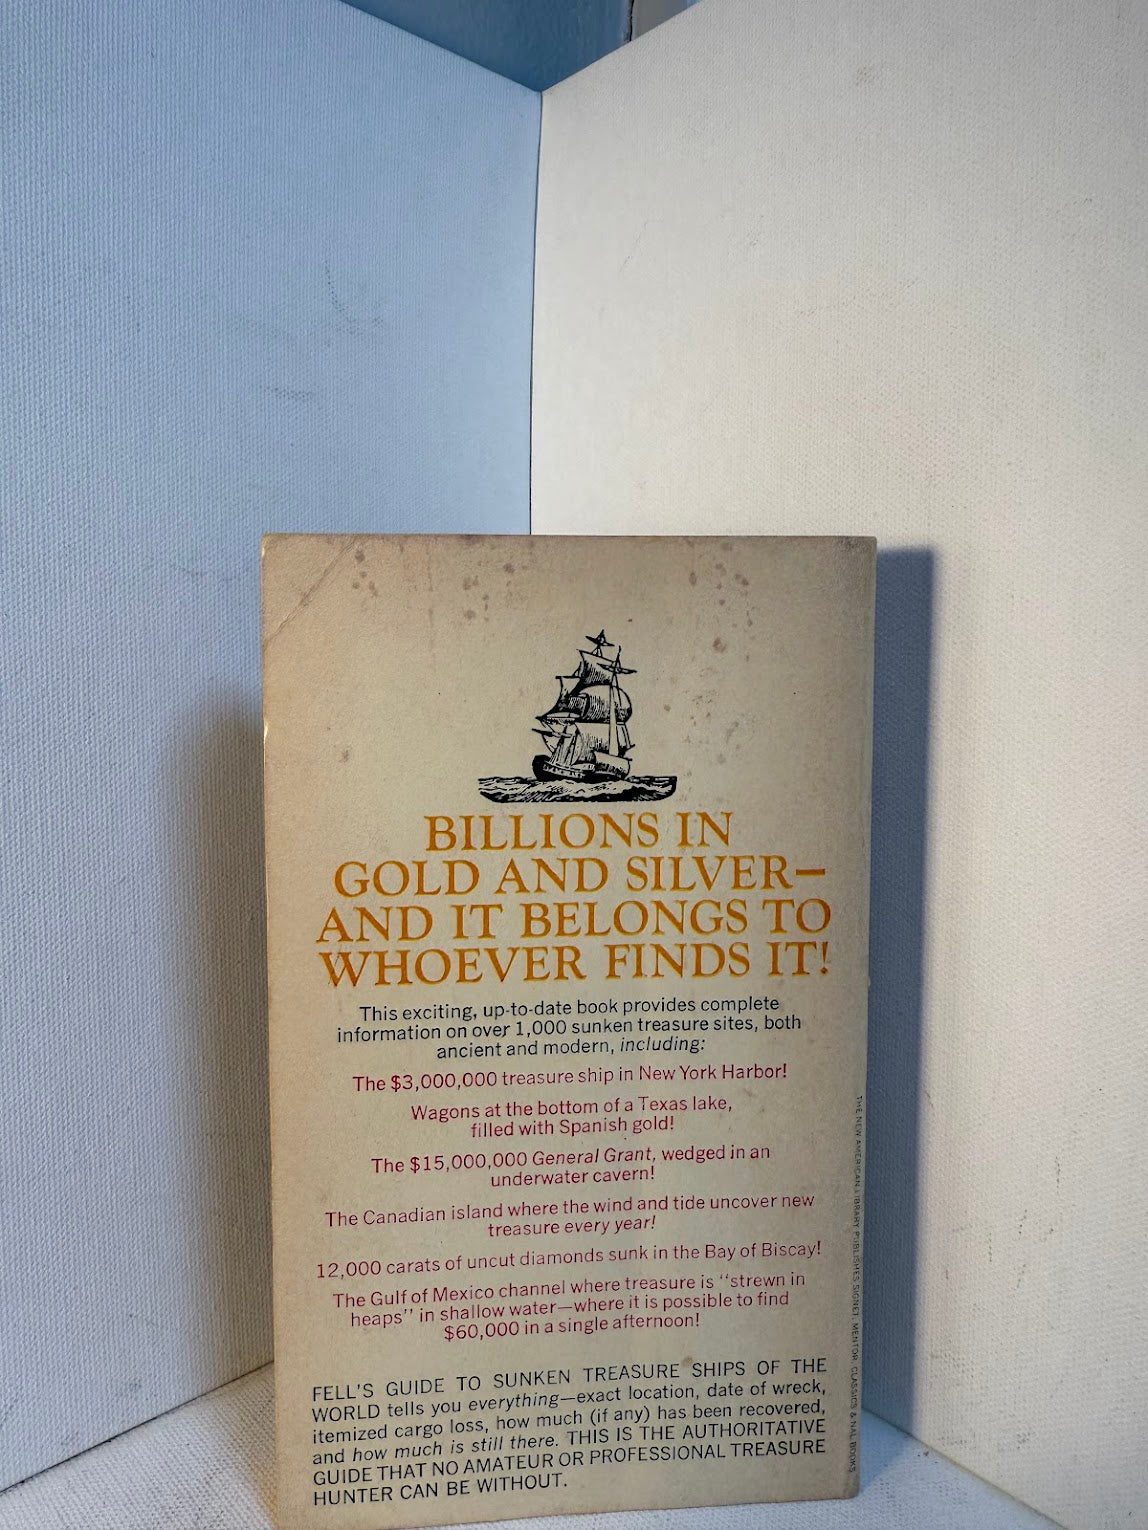 BILLIONS IN
GOLD AND SILVER—
AND IT BELONGS TO
WHOEVER FINDS IT!
This exciting, up-to-date book provides complete
information on over 1,000 sunken treasure sites, both
ancient and modern, including:
The $3,000,000 treasure ship in New York Harbor!
Wagons at the bottom of a Texas lake,
filled with Spanish gold!
The $15,000,000 General Grant, wedged in an
underwater cavern!
The Canadian island where the wind and tide uncover new
treasure every year!
12,000 carats of uncut diamonds sunk in the Bay of Biscay!
The Gulf of Mexico channel where treasure is "strewn in
heaps" in shallow water—where it is possible to find
$60,000 in a single afternoon!
FELL'S GUIDE TO SUNKEN TREASURE SHIPS OF THE
WORLD tells you everything—exact location, date of wreck,
itemized cargo loss, how much (if any) has been recovered,
and how much is still there. THIS IS THE AUTHORITATIVE
GUIDE THAT NO AMATEUR OR PROFESSIONAL TREASURE
HUNTER CAN BE WITHOUT.
THE NEW AMERICAN LIBRARY PUBLISHES SIGNET, MENTOR, CLASSICS & NAL BOOKS